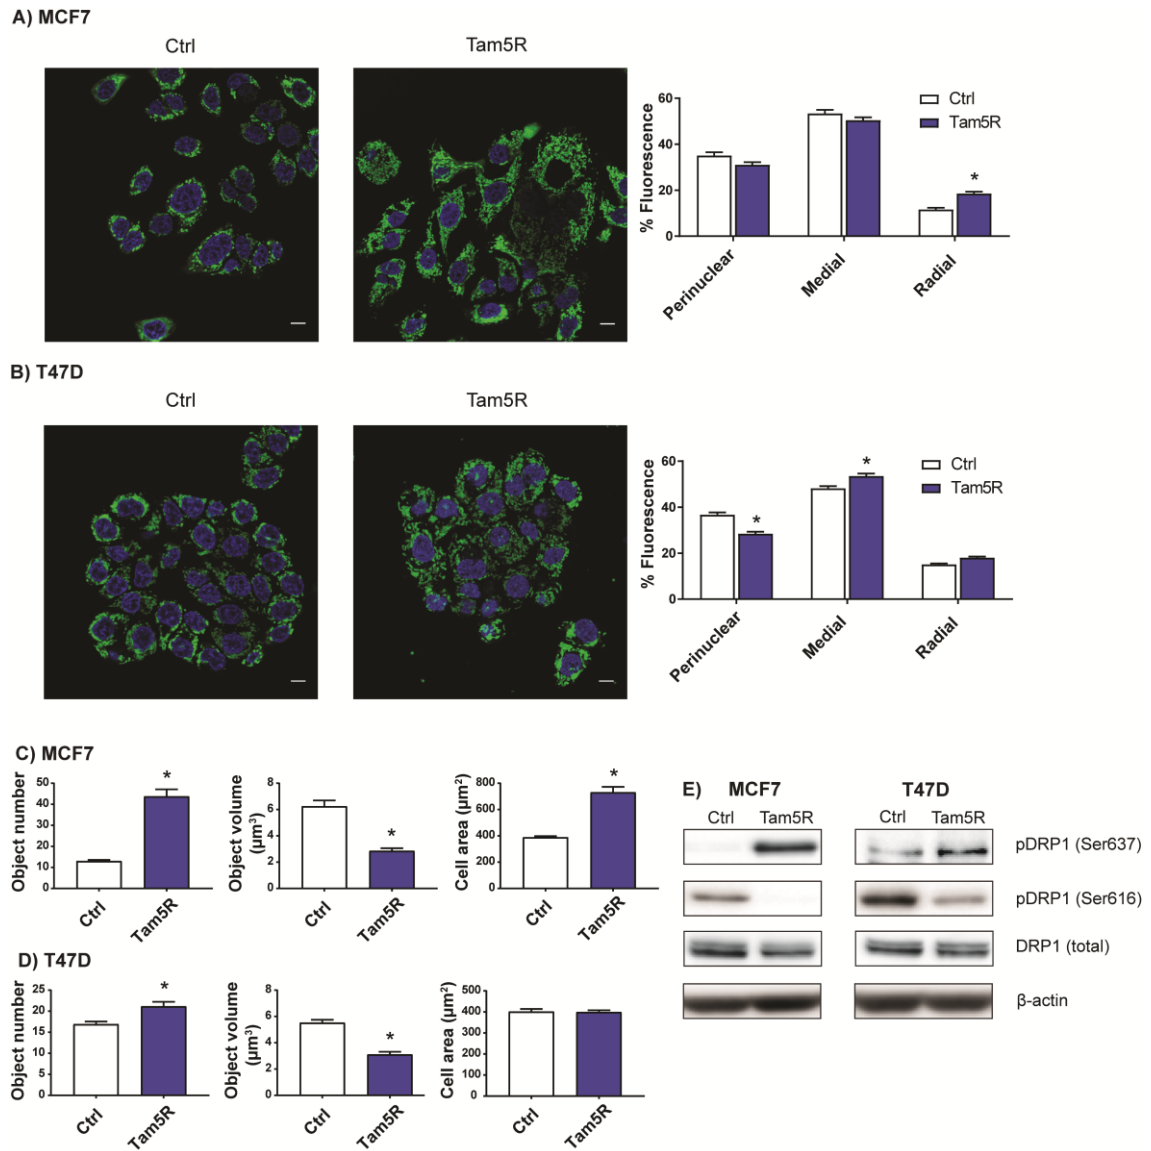 A) MCF7
Ctrl
Tam5R
% Fluorescence
60
40
20
0
Ctrl
Tam5R
*
Perinuclear
Medial
Radial
B) T47D
Ctrl
Tam5R
% Fluorescence
60
40
20
0
Ctrl
Tam5R
*
*
Perinuclear
Medial
Radial
C) MCF7
Object number
50
40
30
20
10
0
*
Ctrl
Tam5R
Object volume
(µm³)
8
6
4
2
0
*
Ctrl
Tam5R
Cell area (µm²)
800
600
400
200
0
*
Ctrl
Tam5R
D) T47D
Object number
25
20
15
10
5
0
*
Ctrl
Tam5R
Object volume
(µm³)
8
6
4
2
0
*
Ctrl
Tam5R
Cell area (µm²)
500
400
300
200
100
0
Ctrl
Tam5R
E) MCF7 T47D
Ctrl Tam5R Ctrl Tam5R
pDRP1 (Ser637)
pDRP1 (Ser616)
DRP1 (total)
β-actin